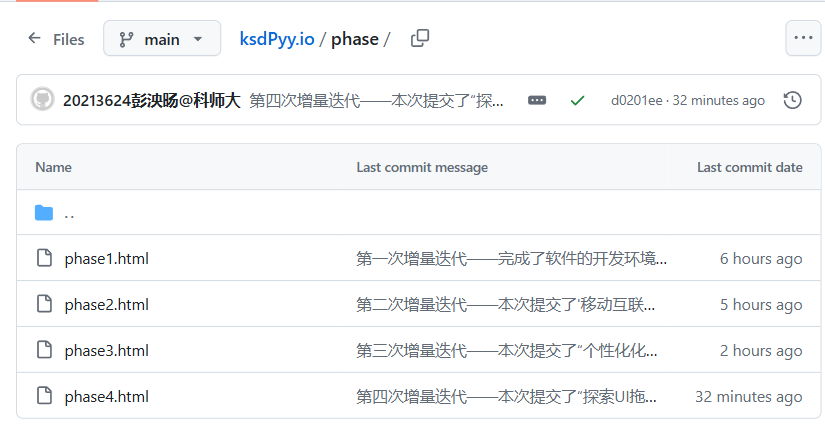 Files main ksdPyy.io / phase /
20213624彭泱旸@科师大 第四次增量迭代——本次提交了“探... d0201ee · 32 minutes ago
Name Last commit message Last commit date
..
phase1.html 第一次增量迭代——完成了软件的开发环境... 6 hours ago
phase2.html 第二次增量迭代——本次提交了‘移动互联... 5 hours ago
phase3.html 第三次增量迭代——本次提交了“个性化化... 2 hours ago
phase4.html 第四次增量迭代——本次提交了“探索UI拖... 32 minutes ago